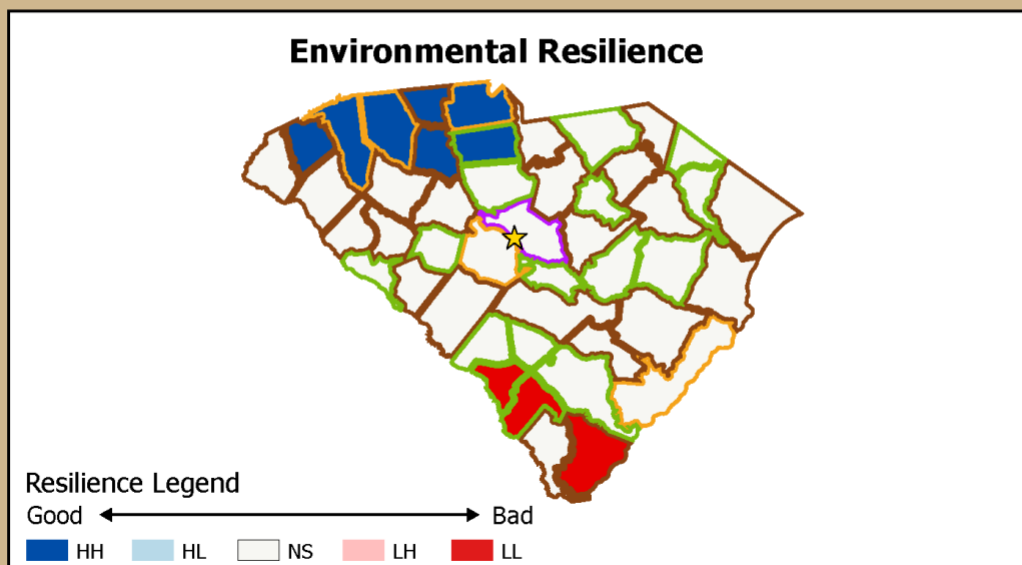 Environmental Resilience
Resilience Legend
Good Bad
HH HL NS LH LL